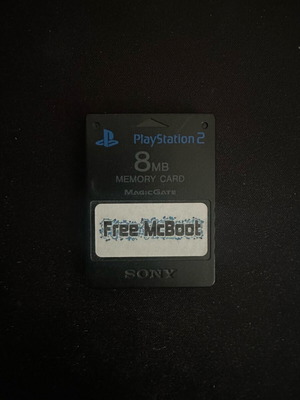 PlayStation 2
8MB
MEMORY CARD
MAGICGATE
Free McBoot
SONY